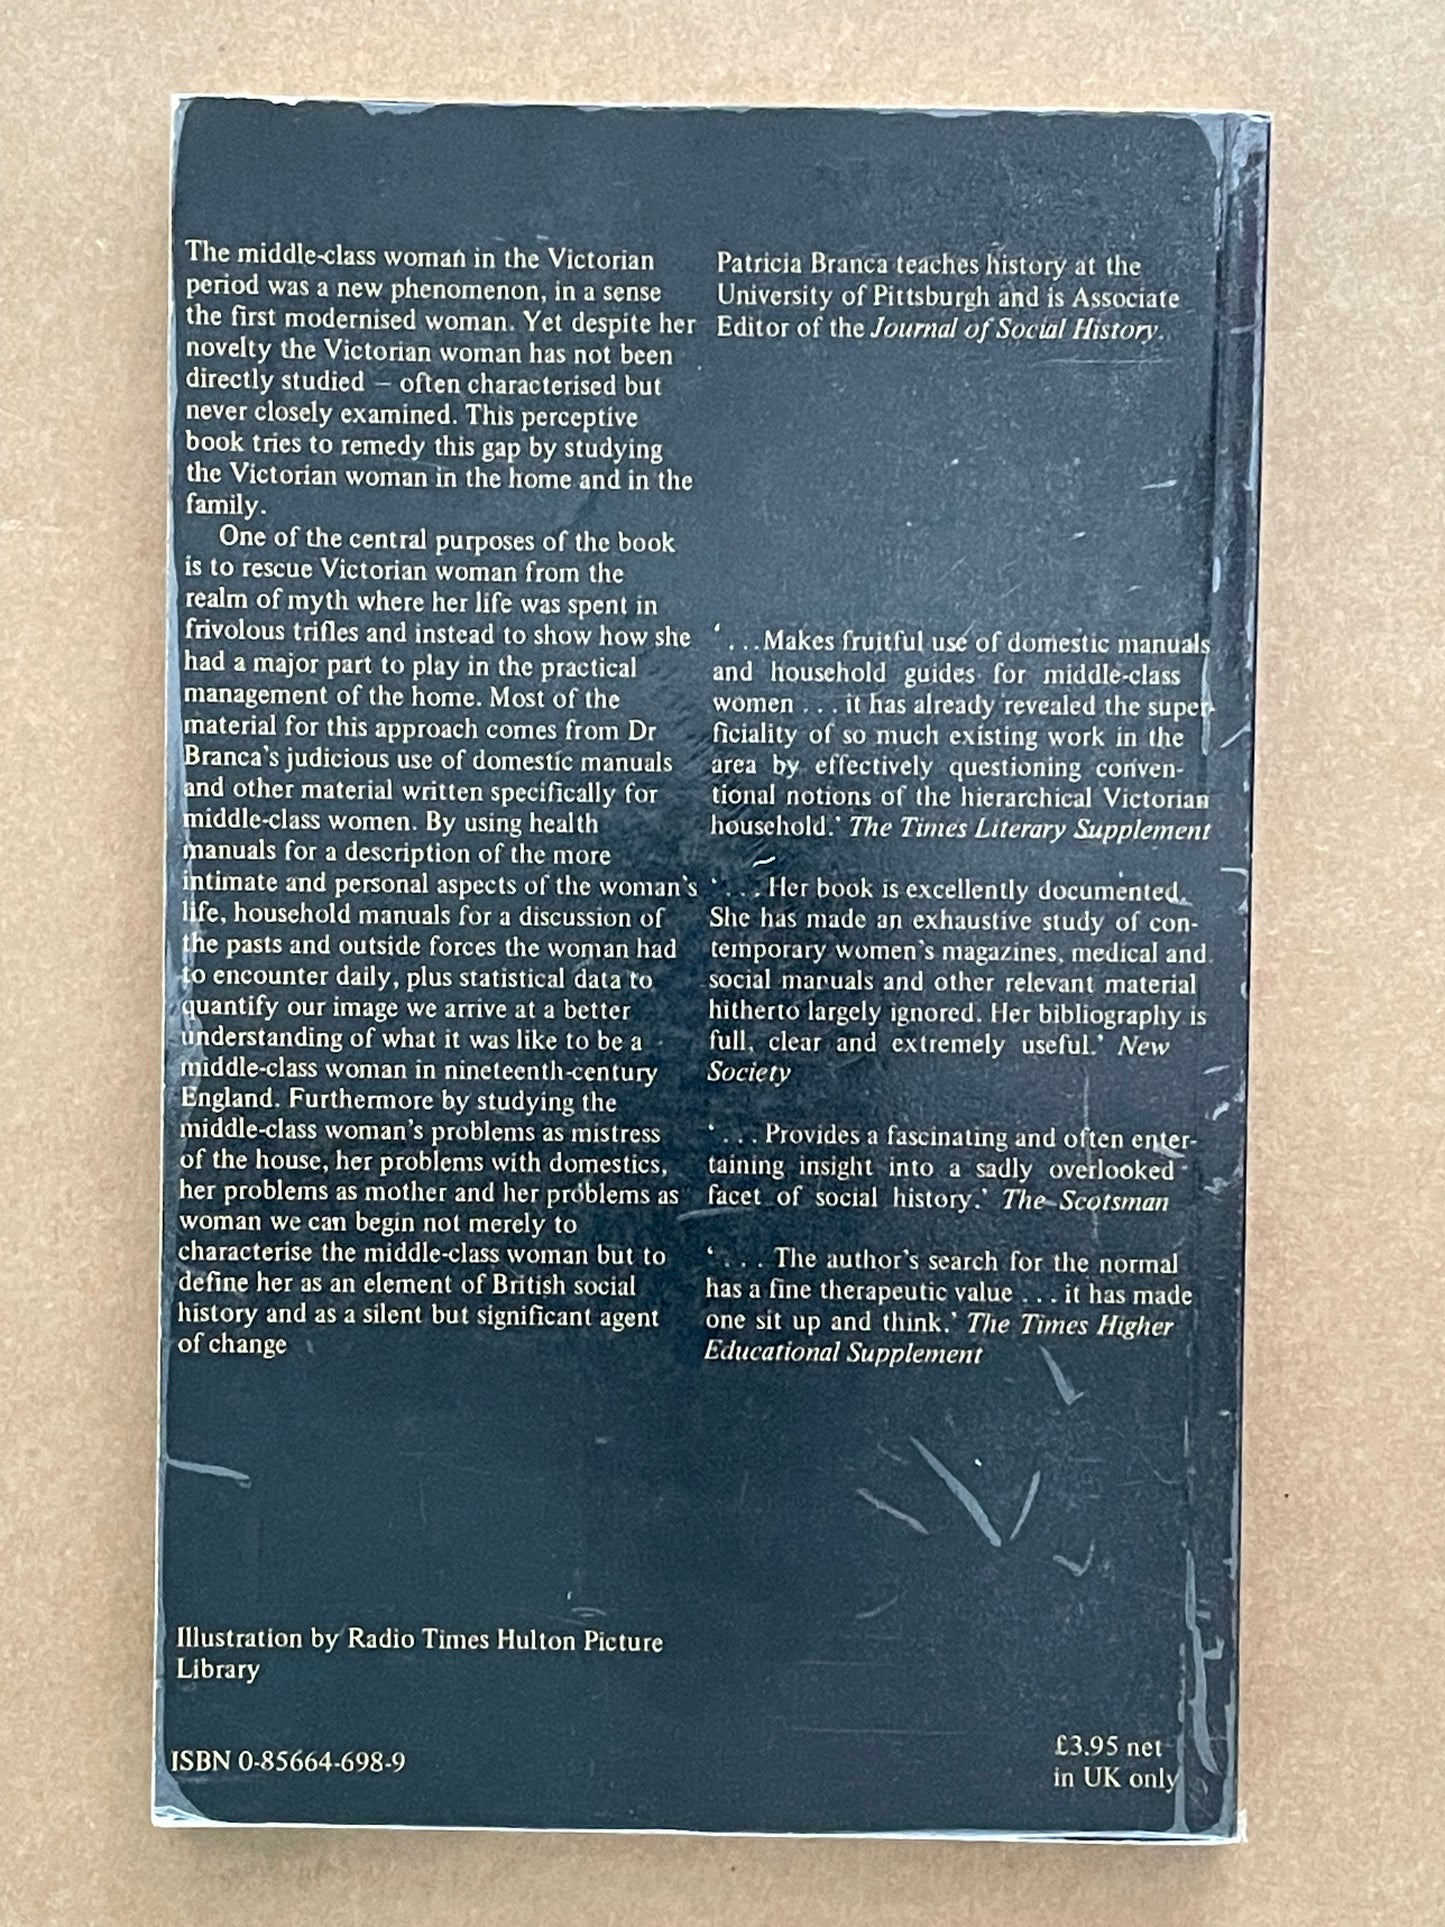 The middle-class woman in the Victorian
period was a new phenomenon, in a sense
the first modernised woman. Yet despite her
novelty the Victorian woman has not been
directly studied – often characterised but
never closely examined. This perceptive
book tries to remedy this gap by studying
the Victorian woman in the home and in the
family.
One of the central purposes of the book
is to rescue Victorian woman from the
realm of myth where her life was spent in
frivolous trifles and instead to show how she
had a major part to play in the practical
management of the home. Most of the
material for this approach comes from Dr
Branca's judicious use of domestic manuals
and other material written specifically for
middle-class women. By using health
manuals for a description of the more
intimate and personal aspects of the woman's
life, household manuals for a discussion of
the pasts and outside forces the woman had
to encounter daily, plus statistical data to
quantify our image we arrive at a better
understanding of what it was like to be a
middle-class woman in nineteenth-century
England. Furthermore by studying the
middle-class woman's problems as mistress
of the house, her problems with domestics,
her problems as mother and her problems as
woman we can begin not merely to
characterise the middle-class woman but to
define her as an element of British social
history and as a silent but significant agent
of change
Illustration by Radio Times Hulton Picture
Library
ISBN 0-85664-698-9
Patricia Branca teaches history at the
University of Pittsburgh and is Associate
Editor of the Journal of Social History.
'...Makes fruitful use of domestic manuals
and household guides for middle-class
women ... it has already revealed the super-
ficiality of so much existing work in the
area by effectively questioning conven-
tional notions of the hierarchical Victorian
household.' The Times Literary Supplement
'... Her book is excellently documented.
She has made an exhaustive study of con-
temporary women's magazines, medical and
social manuals and other relevant material
hitherto largely ignored. Her bibliography is
full, clear and extremely useful.' New
Society
'... Provides a fascinating and often enter-
taining insight into a sadly overlooked
facet of social history.' The Scotsman
'... The author's search for the normal
has a fine therapeutic value ... it has made
one sit up and think.' The Times Higher
Educational Supplement
£3.95 net
in UK only